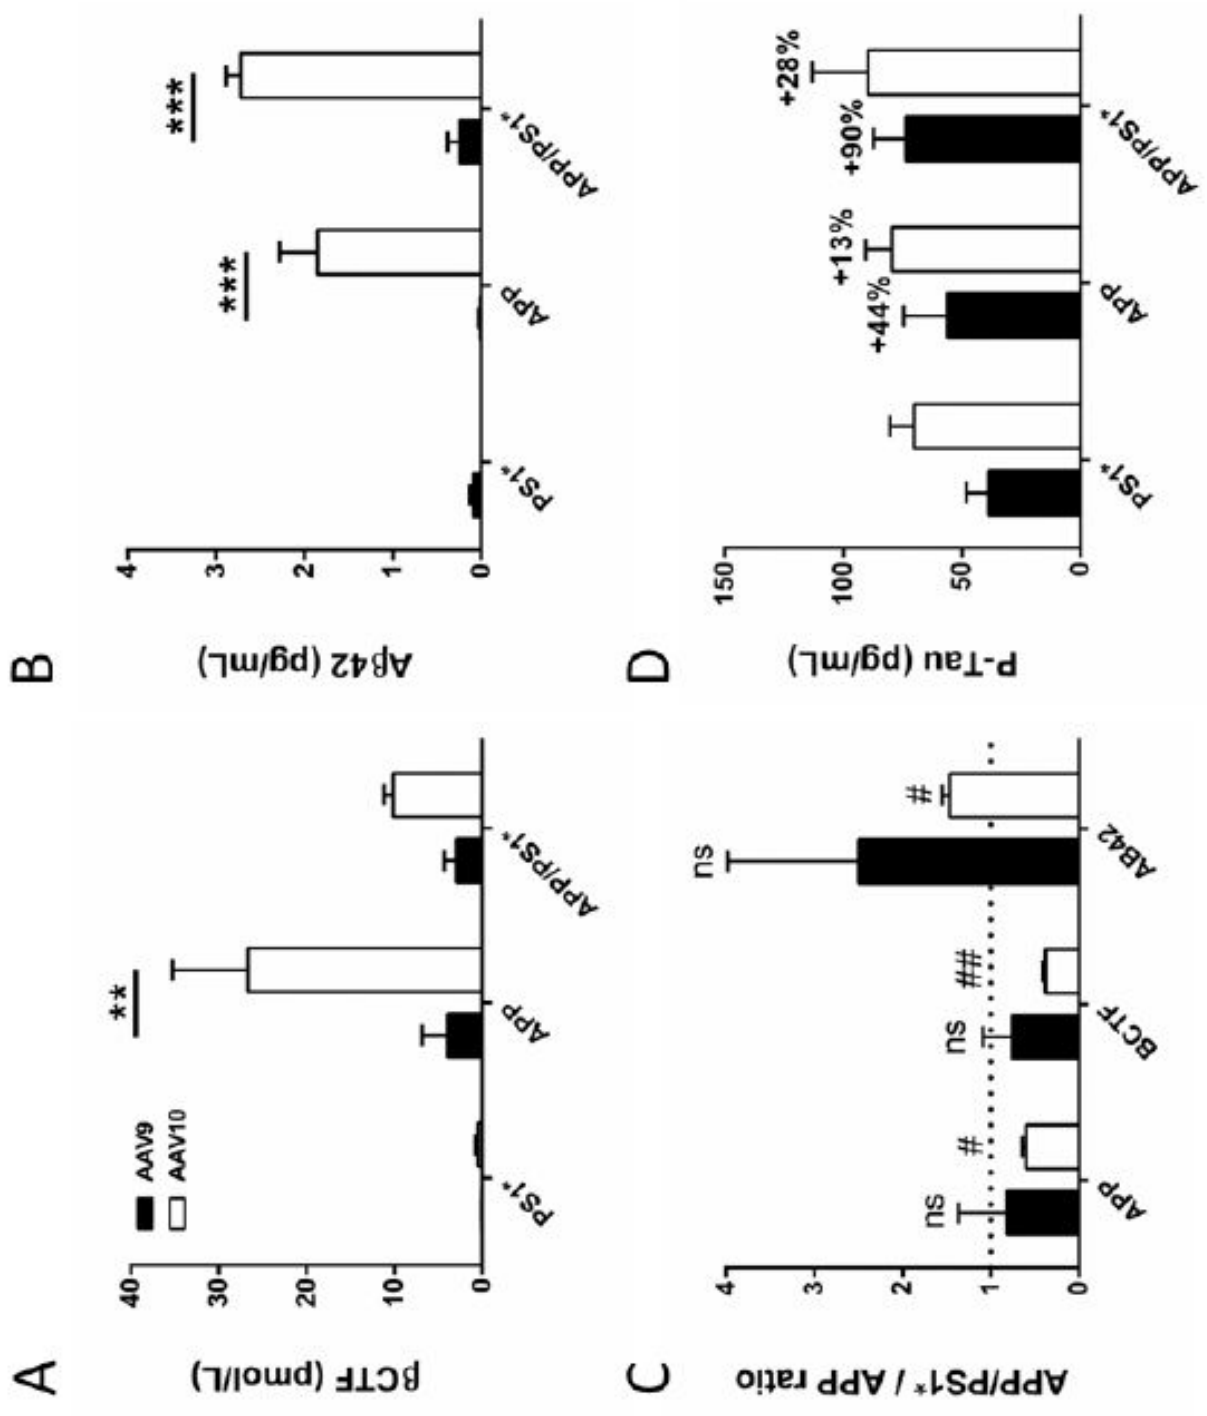 A
βCTF (pmol/L)
40
30
20
10
0
AAV9
AAV10
**
PS1*
APP
APP/PS1*
B
Aβ42 (pg/mL)
4
3
2
1
0
***
***
PS1*
APP
APP/PS1*
C
APP/PS1* / APP ratio
4
3
2
1
0
ns
#
ns
##
ns
#
APP
BCTF
AB42
D
P-Tau (pg/mL)
150
100
50
0
+44%
+13%
+90%
+28%
PS1*
APP
APP/PS1*